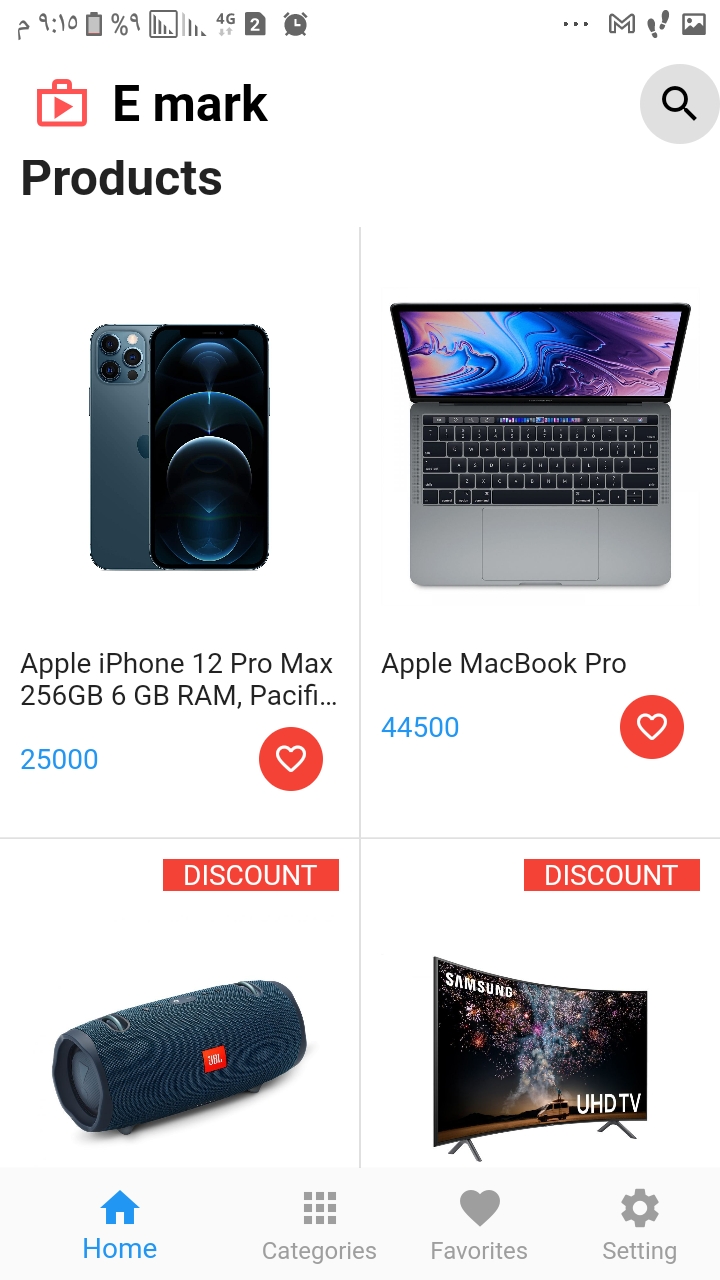 م ٩:١٥ %٩ 4G 2
E mark
Products
Apple iPhone 12 Pro Max
256GB 6 GB RAM, Pacifi...
25000
Apple MacBook Pro
44500
DISCOUNT
DISCOUNT
JBL
SAMSUNG
UHD TV
Home
Categories
Favorites
Setting